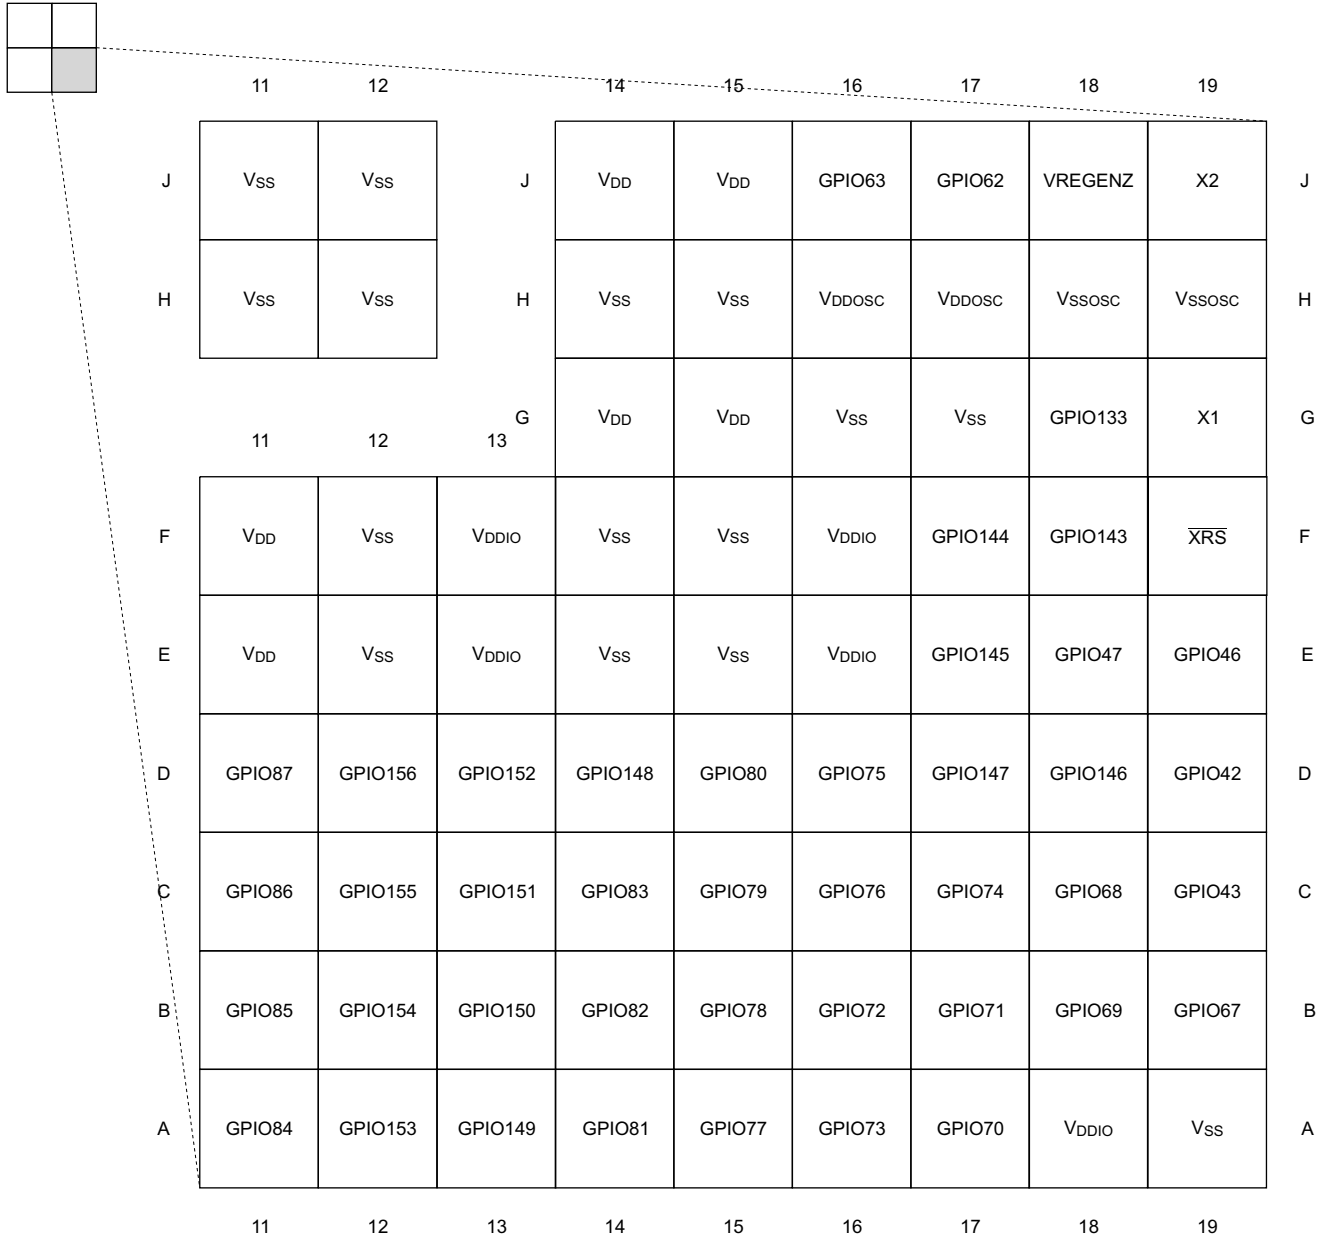 11 12 14 15 16 17 18 19
J VSS VSS J VDD VDD GPIO63 GPIO62 VREGENZ X2 J
H VSS VSS H VSS VSS VDDOSC VDDOSC VSSOSC VSSOSC H
G VDD VDD VSS VSS GPIO133 X1 G
11 12 13
F VDD VSS VDDIO VSS VSS VDDIO GPIO144 GPIO143 XRS F
E VDD VSS VDDIO VSS VSS VDDIO GPIO145 GPIO47 GPIO46 E
D GPIO87 GPIO156 GPIO152 GPIO148 GPIO80 GPIO75 GPIO147 GPIO146 GPIO42 D
C GPIO86 GPIO155 GPIO151 GPIO83 GPIO79 GPIO76 GPIO74 GPIO68 GPIO43 C
B GPIO85 GPIO154 GPIO150 GPIO82 GPIO78 GPIO72 GPIO71 GPIO69 GPIO67 B
A GPIO84 GPIO153 GPIO149 GPIO81 GPIO77 GPIO73 GPIO70 VDDIO VSS A
11 12 13 14 15 16 17 18 19